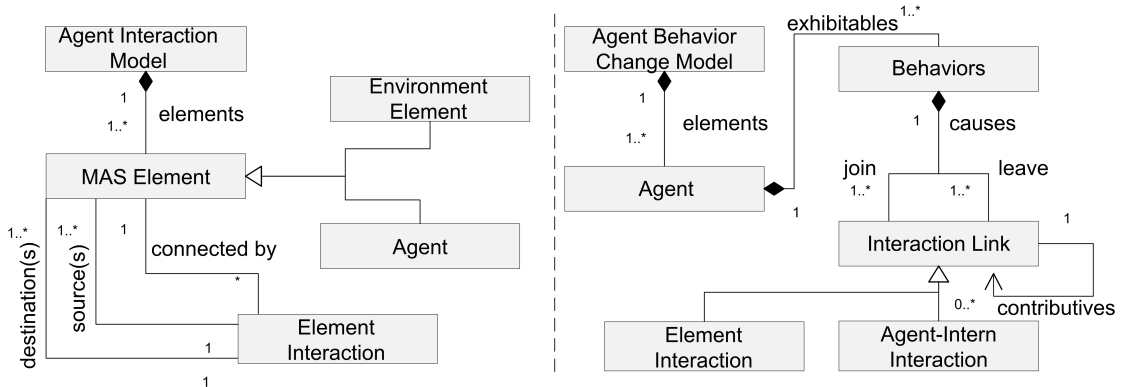 Agent Interaction
Model
1
elements
1..*
Environment
Element
MAS Element
Agent
1..*
destination(s)
1..*
source(s)
1
connected by
*
Element
Interaction
1
1
Agent Behavior
Change Model
1
elements
1..*
Agent
1
exhibitables
1..*
Behaviors
1
causes
join
1..*
leave
1..*
Interaction Link
1
contributives
0..*
Element
Interaction
Agent-Intern
Interaction